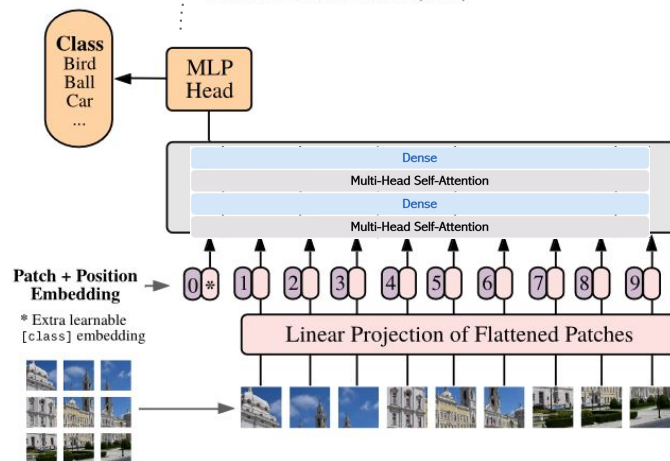 Class
Bird
Ball
Car
...
MLP
Head
Dense
Multi-Head Self-Attention
Dense
Multi-Head Self-Attention
Patch + Position
Embedding
0 * 1 2 3 4 5 6 7 8 9
* Extra learnable
[class] embedding
Linear Projection of Flattened Patches